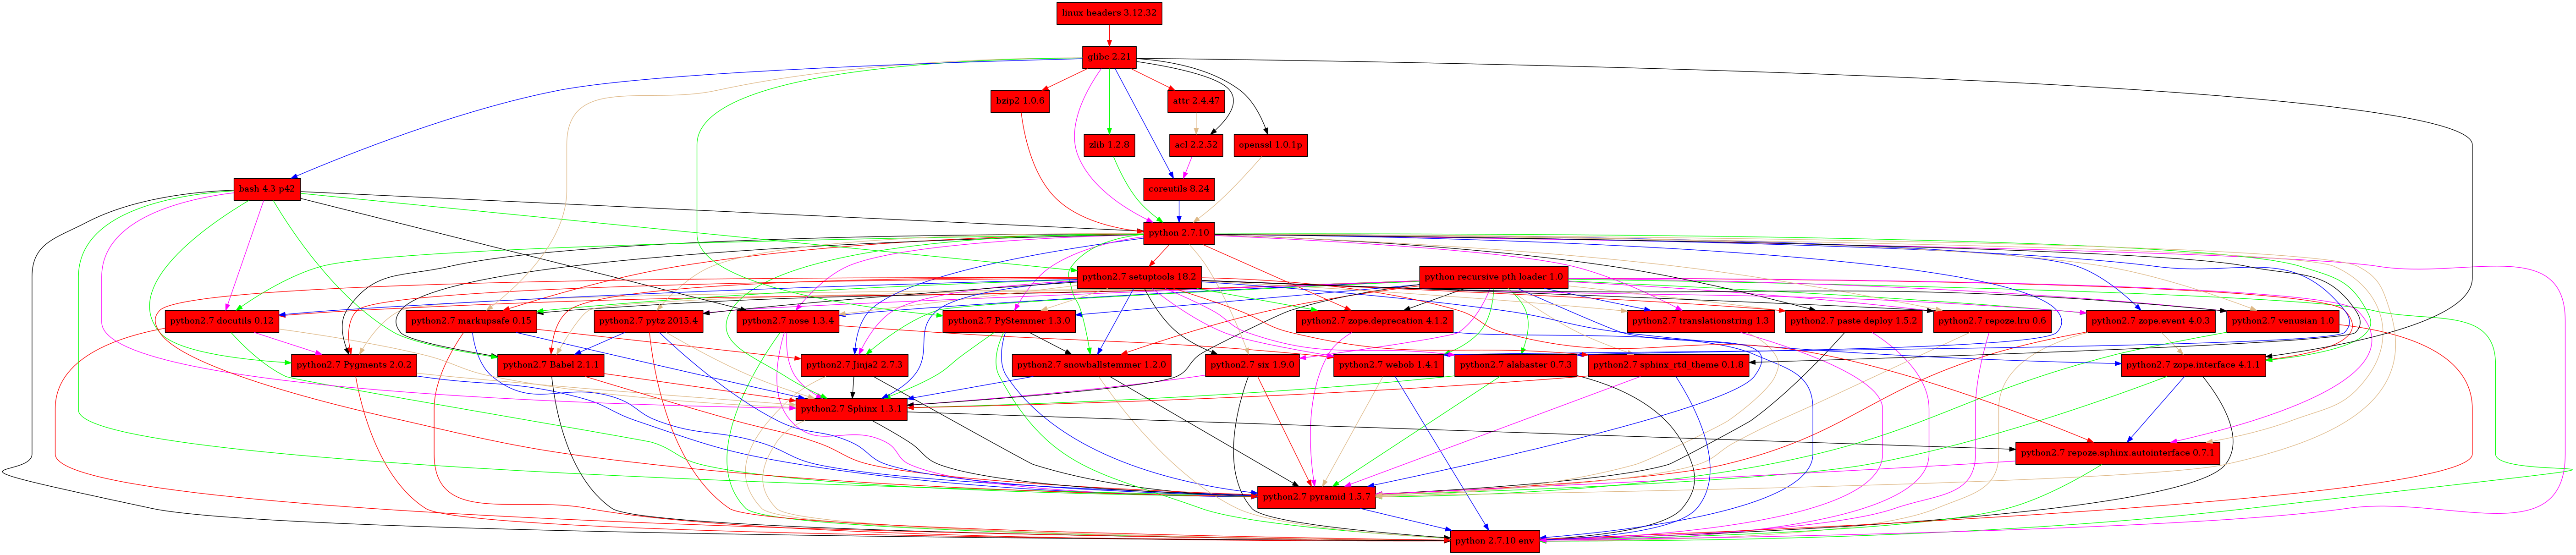 linux-headers-3.12.32
glibc-2.21
bzip2-1.0.6
attr-2.4.47
zlib-1.2.8
acl-2.2.52
openssl-1.0.1p
bash-4.3-p42
coreutils-8.24
python-2.7.10
python2.7-setuptools-18.2
python-recursive-pth-loader-1.0
python2.7-docutils-0.12
python2.7-markupsafe-0.15
python2.7-pytz-2015.4
python2.7-nose-1.3.4
python2.7-PyStemmer-1.3.0
python2.7-zope.deprecation-4.1.2
python2.7-translationstring-1.3
python2.7-paste-deploy-1.5.2
python2.7-repoze.lru-0.6
python2.7-zope.event-4.0.3
python2.7-venusian-1.0
python2.7-Pygments-2.0.2
python2.7-Babel-2.1.1
python2.7-Jinja2-2.7.3
python2.7-snowballstemmer-1.2.0
python2.7-six-1.9.0
python2.7-webob-1.4.1
python2.7-alabaster-0.7.3
python2.7-sphinx_rtd_theme-0.1.8
python2.7-zope.interface-4.1.1
python2.7-Sphinx-1.3.1
python2.7-repoze.sphinx.autointerface-0.7.1
python2.7-pyramid-1.5.7
python-2.7.10-env